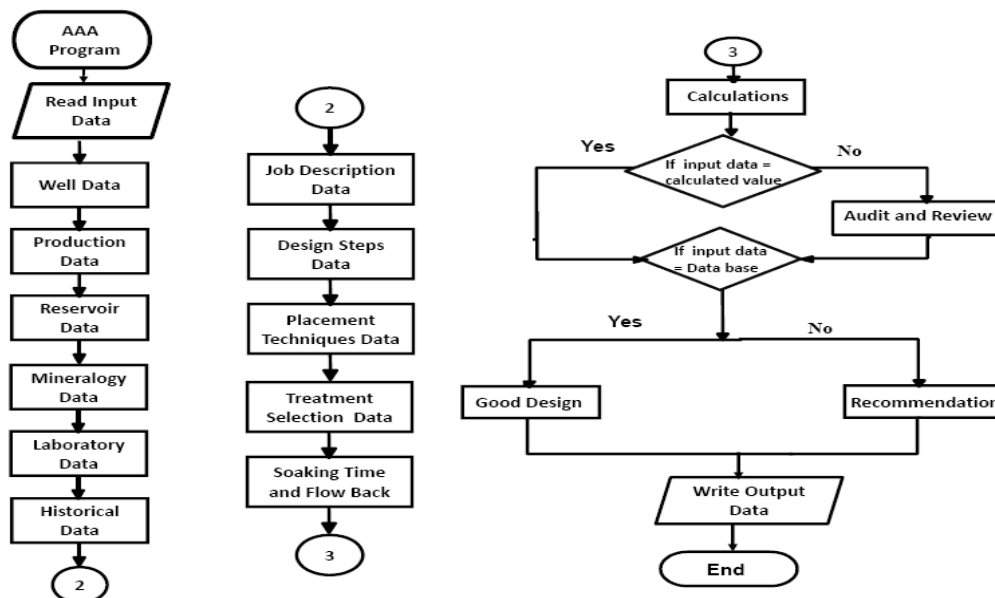 AAA
Program
Read Input
Data
Well Data
Production
Data
Reservoir
Data
Mineralogy
Data
Laboratory
Data
Historical
Data
2
2
Job Description
Data
Design Steps
Data
Placement
Techniques Data
Treatment
Selection Data
Soaking Time
and Flow Back
3
3
Calculations
If input data =
calculated value
Yes
No
Audit and Review
If input data
= Data base
Yes
No
Good Design
Recommendation
Write Output
Data
End